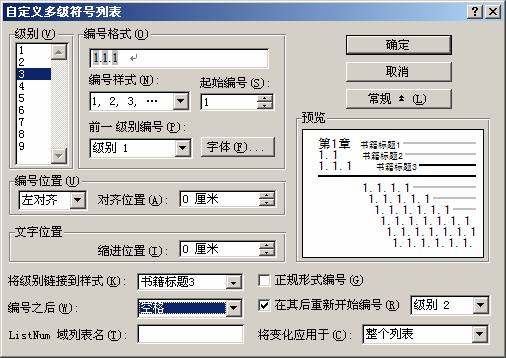 自定义多级符号列表
级别(V)
1
2
3
4
5
6
7
8
9
编号格式(O)
1.1.1
编号样式(N):
起始编号(S):
1, 2, 3, …
1
前一级别编号(P):
级别 1
字体(F)...
确定
取消
常规 (L)
预览
第1章 书籍标题1
1.1 书籍标题2
1.1.1 书籍标题3
1.1.1.1
1.1.1.1.1
1.1.1.1.1.1
1.1.1.1.1.1.1
1.1.1.1.1.1.1.1
1.1.1.1.1.1.1.
编号位置(U)
左对齐
对齐位置(A):
0 厘米
文字位置
缩进位置(I):
0 厘米
将级别链接到样式(K):
书籍标题3
正规形式编号(G)
编号之后(W):
空格
在其后重新开始编号(R)
级别 2
ListNum 域列表名(T):
将变化应用于(C):
整个列表